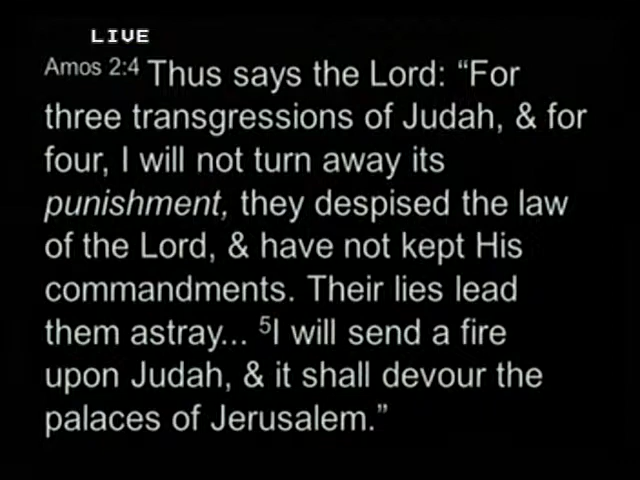 LIVE
Amos 2:4 Thus says the Lord: “For
three transgressions of Judah, & for
four, I will not turn away its
punishment, they despised the law
of the Lord, & have not kept His
commandments. Their lies lead
them astray... 5I will send a fire
upon Judah, & it shall devour the
palaces of Jerusalem.”